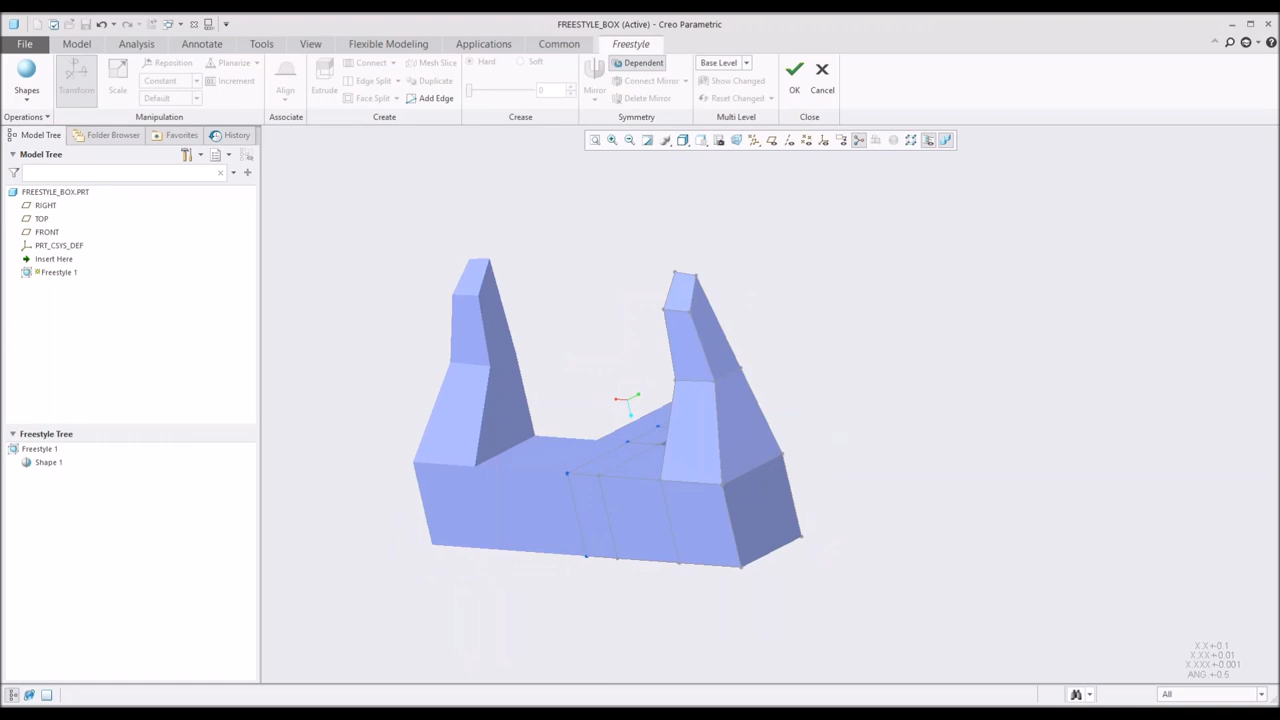 FREESTYLE_BOX (Active) - Creo Parametric
File Model Analysis Annotate Tools View Flexible Modeling Applications Common Freestyle
Shapes
Operations
Transform
Scale
Reposition
Planarize
Constant
Increment
Default
Manipulation
Align
Associate
Extrude
Connect
Mesh Slice
Edge Split
Duplicate
Face Split
Add Edge
Create
Hard Soft
0
Crease
Mirror
Dependent
Connect Mirror
Delete Mirror
Symmetry
Base Level
Show Changed
Reset Changed
Multi Level
OK
Cancel
Close
Model Tree Folder Browser Favorites History
Model Tree
FREESTYLE_BOX.PRT
RIGHT
TOP
FRONT
PRT_CSYS_DEF
Insert Here
Freestyle 1
Freestyle Tree
Freestyle 1
Shape 1
X.X+-0.1
X.XX+-0.01
X.XXX+-0.001
ANG.+-0.5
All